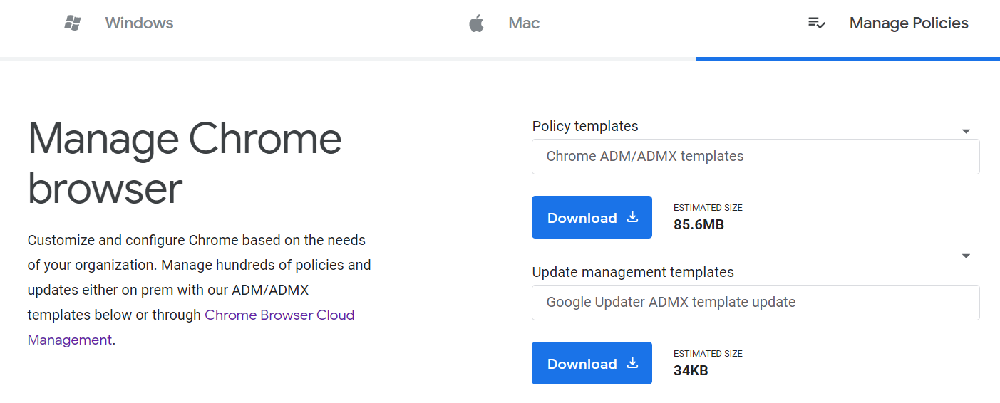 Windows
Mac
Manage Policies
Manage Chrome
browser
Customize and configure Chrome based on the needs
of your organization. Manage hundreds of policies and
updates either on prem with our ADM/ADMX
templates below or through Chrome Browser Cloud
Management.
Policy templates
Chrome ADM/ADMX templates
Download
ESTIMATED SIZE
85.6MB
Update management templates
Google Updater ADMX template update
Download
ESTIMATED SIZE
34KB